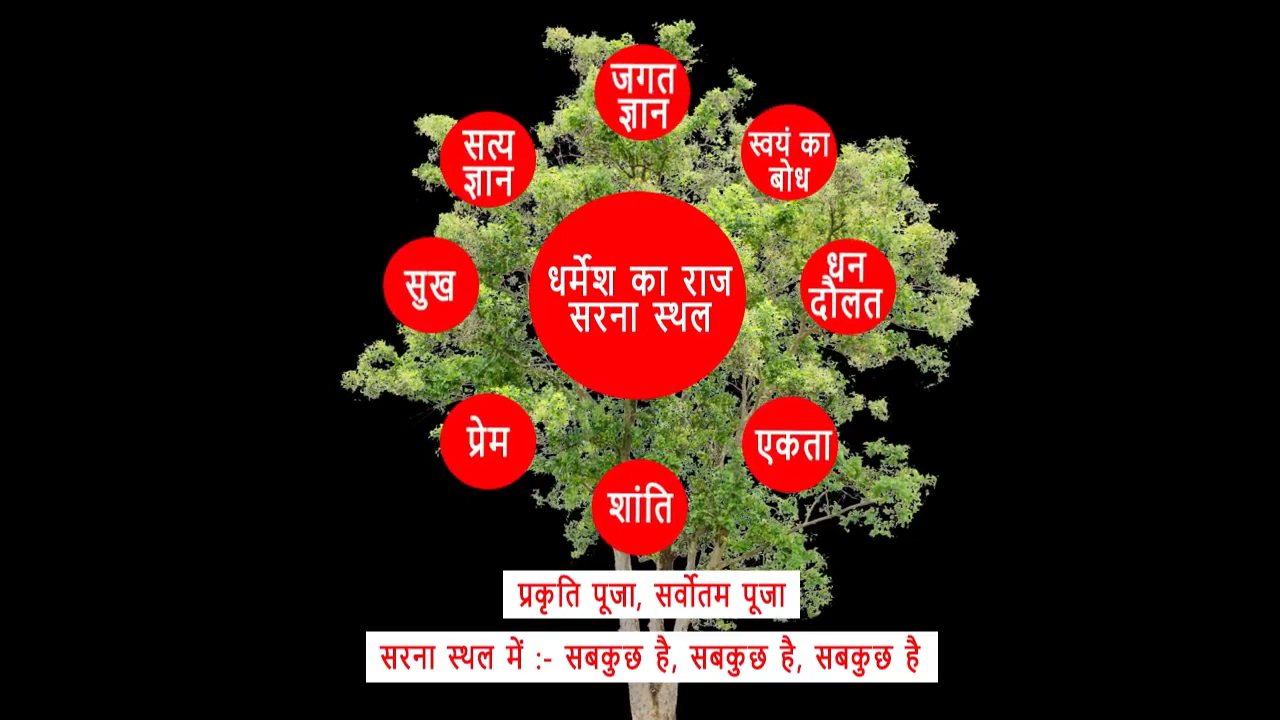 जगत
ज्ञान
स्वयं का
बोध
सत्य
ज्ञान
धन
दौलत
सुख
धर्मेश का राज
सरना स्थल
एकता
प्रेम
शांति
प्रकृति पूजा, सर्वोतम पूजा
सरना स्थल में :- सबकुछ है, सबकुछ है, सबकुछ है